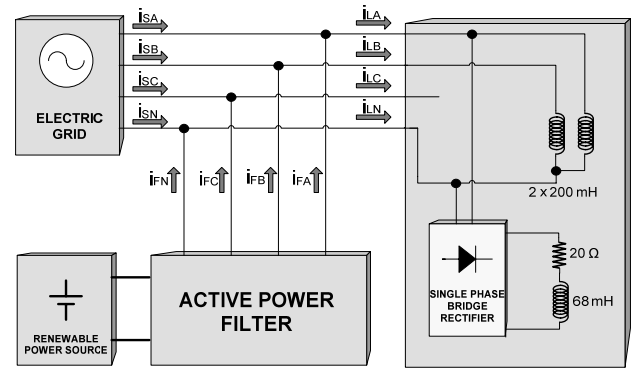 iSA
iLA
iSB
iLB
iSC
iLC
iSN
iLN
ELECTRIC
GRID
iFN
iFC
iFB
iFA
2 x 200 mH
20 Ω
68 mH
SINGLE PHASE
BRIDGE
RECTIFIER
ACTIVE POWER
FILTER
RENEWABLE
POWER SOURCE